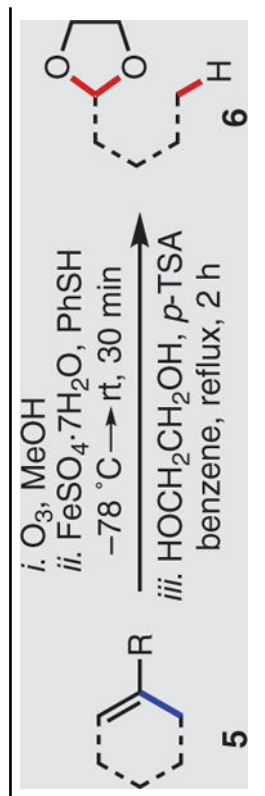 i. O₃, MeOH
ii. FeSO₄·7H₂O, PhSH
−78 °C → rt, 30 min
iii. HOCH₂CH₂OH, p-TSA
benzene, reflux, 2 h
R
5
O
O
H
6